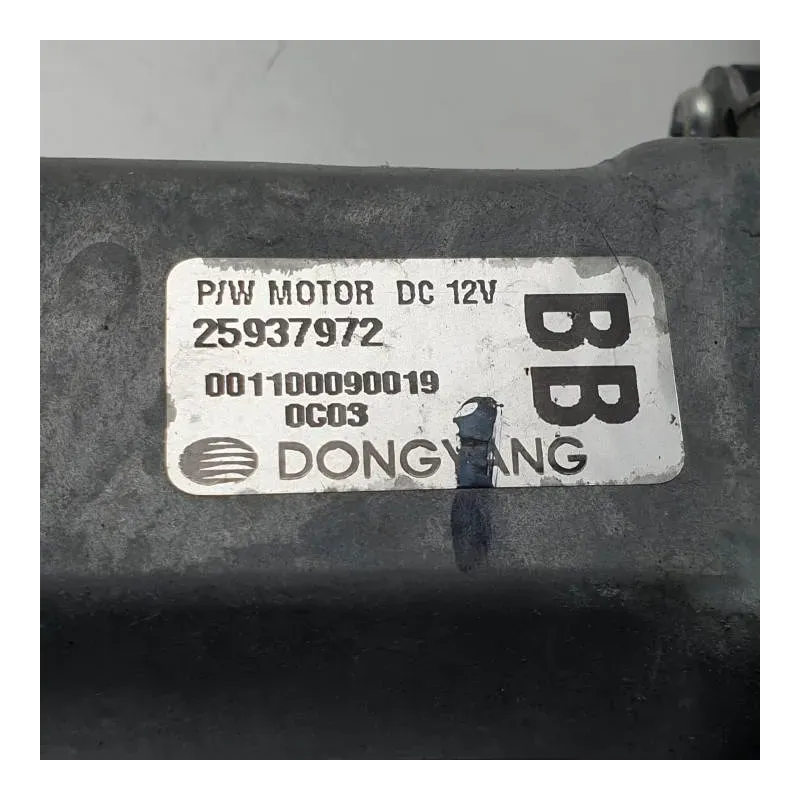 P/W MOTOR DC 12V
25937972
001100090019
0C03
DONGYANG
BB